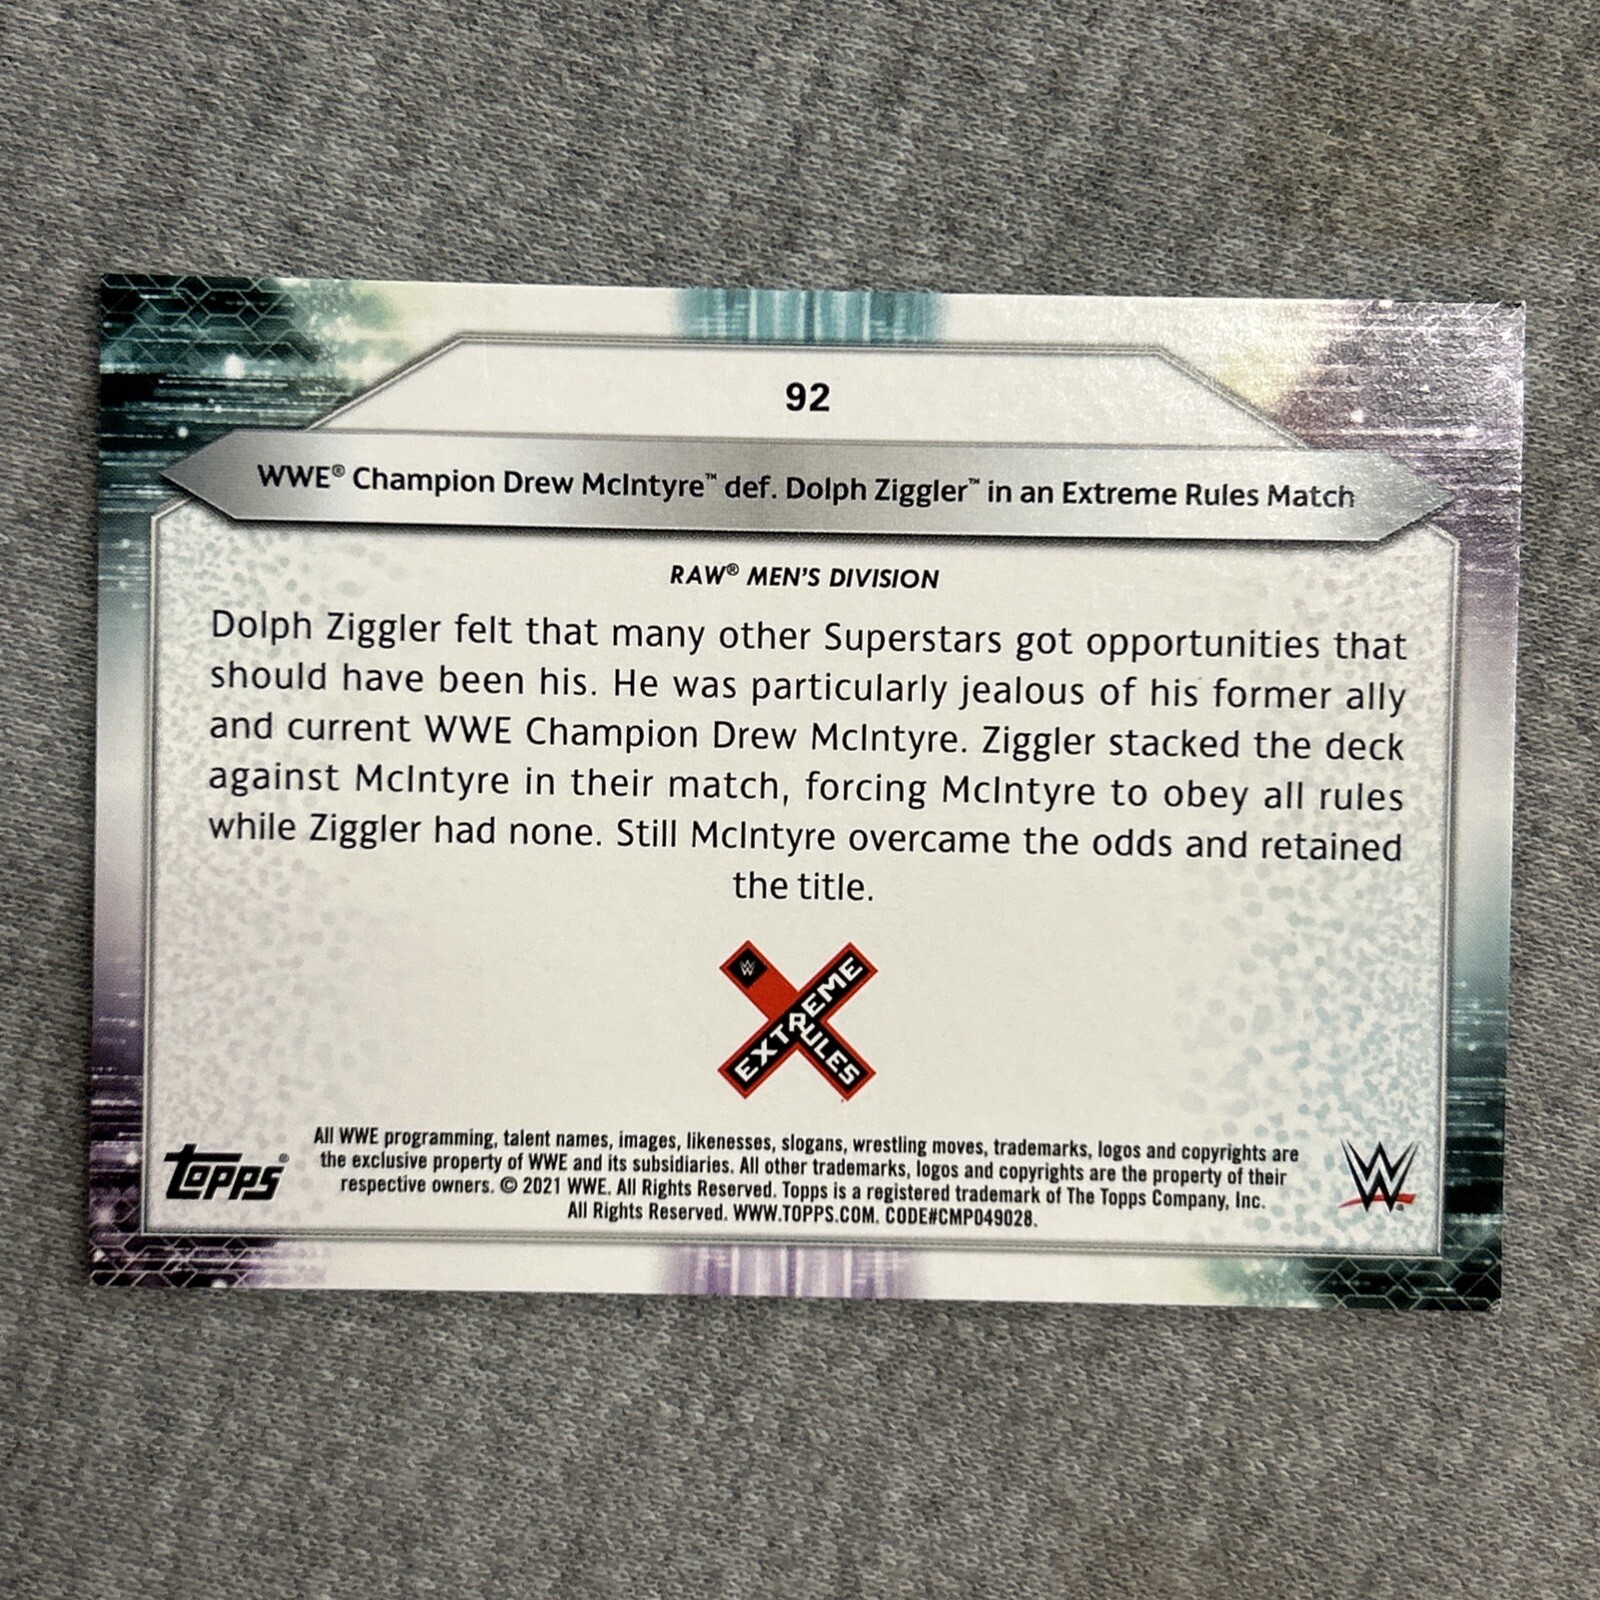 92
WWE® Champion Drew McIntyre™ def. Dolph Ziggler™ in an Extreme Rules Match
RAW® MEN'S DIVISION
Dolph Ziggler felt that many other Superstars got opportunities that
should have been his. He was particularly jealous of his former ally
and current WWE Champion Drew McIntyre. Ziggler stacked the deck
against McIntyre in their match, forcing McIntyre to obey all rules
while Ziggler had none. Still McIntyre overcame the odds and retained
the title.
W
EXTREME
RULES
All WWE programming, talent names, images, likenesses, slogans, wrestling moves, trademarks, logos and copyrights are
the exclusive property of WWE and its subsidiaries. All other trademarks, logos and copyrights are the property of their
respective owners. © 2021 WWE. All Rights Reserved. Topps is a registered trademark of The Topps Company, Inc.
All Rights Reserved. WWW.TOPPS.COM. CODE#CMP049028.
topps®
W